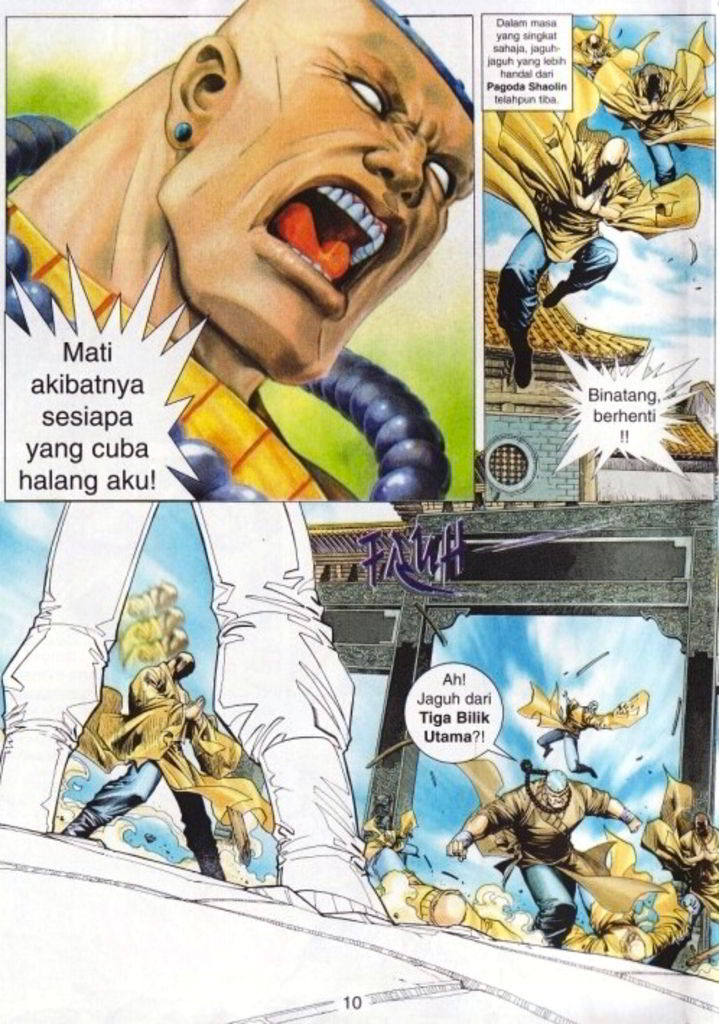 Mati
akibatnya
sesiapa
yang cuba
halang aku!
Dalam masa
yang singkat
sahaja, jaguh-
jaguh yang lebih
handal dari
Pagoda Shaolin
telahpun tiba.
Binatang,
berhenti
!!
Ah!
Jaguh dari
Tiga Bilik
Utama?!
10